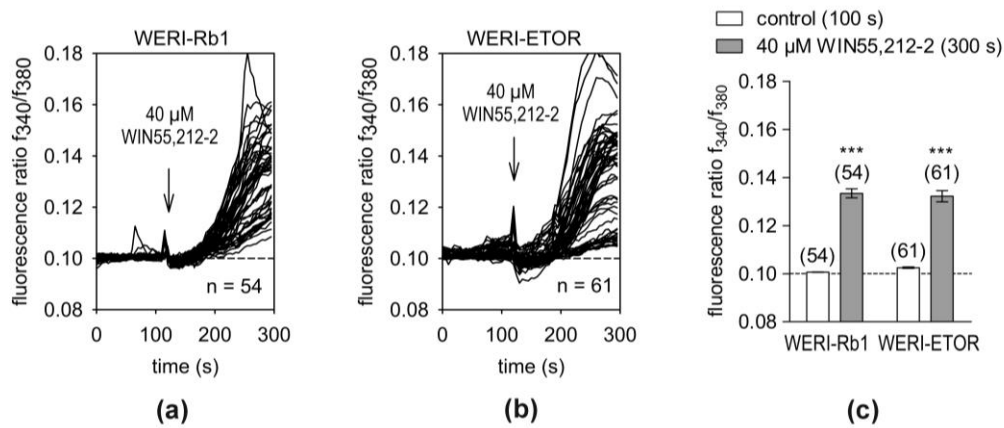 WERI-Rb1
fluorescence ratio f340/f380
0.18
0.16
0.14
0.12
0.10
0.08
40 µM
WIN55,212-2
n = 54
0
100
200
300
time (s)
(a)
WERI-ETOR
fluorescence ratio f340/f380
0.18
0.16
0.14
0.12
0.10
0.08
40 µM
WIN55,212-2
n = 61
0
100
200
300
time (s)
(b)
control (100 s)
40 µM WIN55,212-2 (300 s)
fluorescence ratio f340/f380
0.18
0.16
0.14
0.12
0.10
0.08
***
(54)
(54)
***
(61)
(61)
WERI-Rb1
WERI-ETOR
(c)